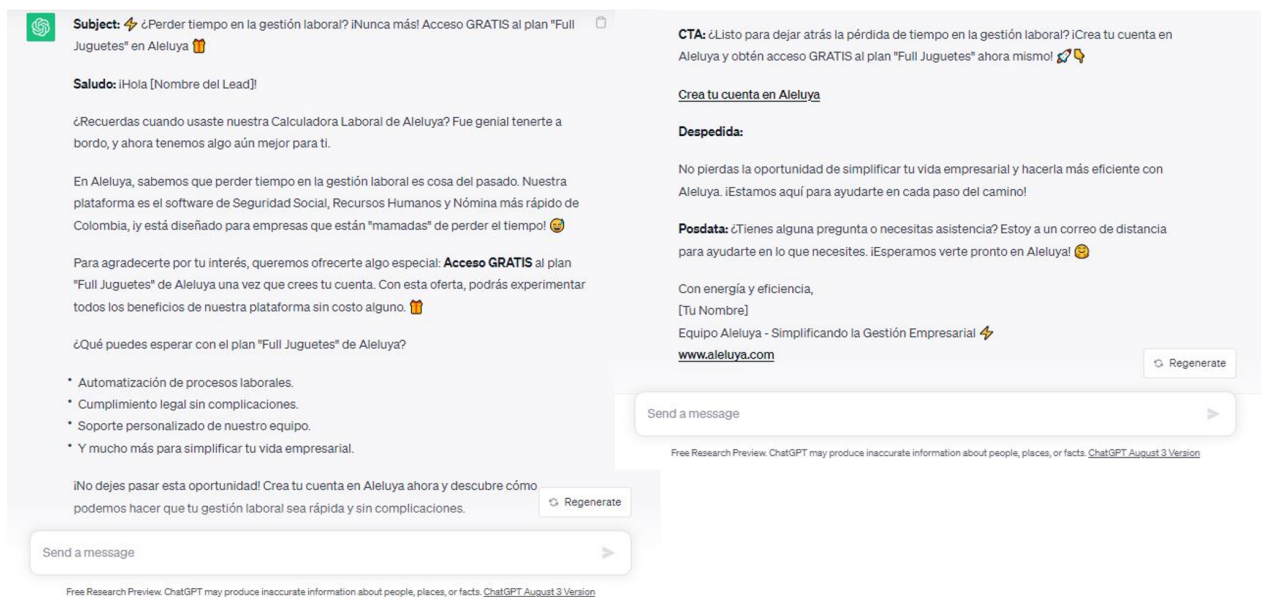 Subject: ⚡ ¿Perder tiempo en la gestión laboral? ¡Nunca más! Acceso GRATIS al plan "Full
Juguetes" en Aleluya 🎁
Saludo: ¡Hola [Nombre del Lead]!
¿Recuerdas cuando usaste nuestra Calculadora Laboral de Aleluya? Fue genial tenerte a
bordo, y ahora tenemos algo aún mejor para ti.
En Aleluya, sabemos que perder tiempo en la gestión laboral es cosa del pasado. Nuestra
plataforma es el software de Seguridad Social, Recursos Humanos y Nómina más rápido de
Colombia, ¡y está diseñado para empresas que están "mamadas" de perder el tiempo! 😅
Para agradecerte por tu interés, queremos ofrecerte algo especial: Acceso GRATIS al plan
"Full Juguetes" de Aleluya una vez que crees tu cuenta. Con esta oferta, podrás experimentar
todos los beneficios de nuestra plataforma sin costo alguno. 🎁
¿Qué puedes esperar con el plan "Full Juguetes" de Aleluya?
• Automatización de procesos laborales.
• Cumplimiento legal sin complicaciones.
• Soporte personalizado de nuestro equipo.
• Y mucho más para simplificar tu vida empresarial.
¡No dejes pasar esta oportunidad! Crea tu cuenta en Aleluya ahora y descubre cómo
podemos hacer que tu gestión laboral sea rápida y sin complicaciones.
Regenerate
Send a message
Free Research Preview. ChatGPT may produce inaccurate information about people, places, or facts. ChatGPT August 3 Version
CTA: ¿Listo para dejar atrás la pérdida de tiempo en la gestión laboral? ¡Crea tu cuenta en
Aleluya y obtén acceso GRATIS al plan "Full Juguetes" ahora mismo! 🚀👇
Crea tu cuenta en Aleluya
Despedida:
No pierdas la oportunidad de simplificar tu vida empresarial y hacerla más eficiente con
Aleluya. ¡Estamos aquí para ayudarte en cada paso del camino!
Posdata: ¿Tienes alguna pregunta o necesitas asistencia? Estoy a un correo de distancia
para ayudarte en lo que necesites. ¡Esperamos verte pronto en Aleluya! 🤗
Con energía y eficiencia,
[Tu Nombre]
Equipo Aleluya - Simplificando la Gestión Empresarial ⚡
www.aleluya.com
Regenerate
Send a message
Free Research Preview. ChatGPT may produce inaccurate information about people, places, or facts. ChatGPT August 3 Version